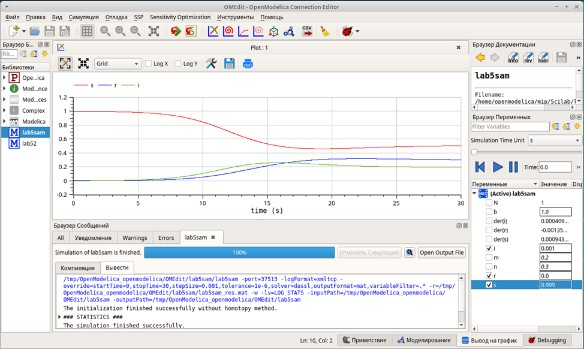 OMEdit - OpenModelica Connection Editor
Файл Правка Вид Симуляция Отладка SSP Sensitivity Optimization Инструменты Помощь
Браузер Б...
Библиотеки
Ope...ica
Mod...nce
Mod...ces
Complex
Modelica
lab5sam
lab52
Plot : 1
Grid
Log X
Log Y
s r i
1.2
1
0.8
0.6
0.4
0.2
0
-0.2
0 5 10 15 20 25 30
time (s)
Браузер Сообщений
All Уведомления Warnings Errors lab5sam
Simulation of lab5sam is finished.
100%
Отменить Симуляцию
Open Output File
Компиляция Вывести
/tmp/OpenModelica_openmodelica/OMEdit/lab5sam/lab5sam -port=37513 -logFormat=xmltcp -
override=startTime=0,stopTime=30,stepSize=0.001,tolerance=1e-6,solver=dassl,outputFormat=mat,variableFilter=.* -r=/tmp/
OpenModelica_openmodelica/OMEdit/lab5sam/lab5sam_res.mat -w -lv=LOG_STATS -inputPath=/tmp/OpenModelica_openmodelica/
OMEdit/lab5sam -outputPath=/tmp/OpenModelica_openmodelica/OMEdit/lab5sam
The initialization finished successfully without homotopy method.
### STATISTICS ###
The simulation finished successfully.
Браузер Документации
lab5sam
Filename:
/home/openmodelica/mip/Scilab/l
Браузер Переменных
Filter Variables
Simulation Time Unit s
Time: 0.0
Переменные Значение Disp
(Active) lab5sam
N 1
b 1.0
der(i) 0.000409...
der(r) -0.00135...
der(s) 0.000943...
i 0.001
m 0.2
n 0.3
r 0.0
s 0.999
Ln: 10, Col: 2
Приветствие
Моделирование
Вывод на график
Debugging